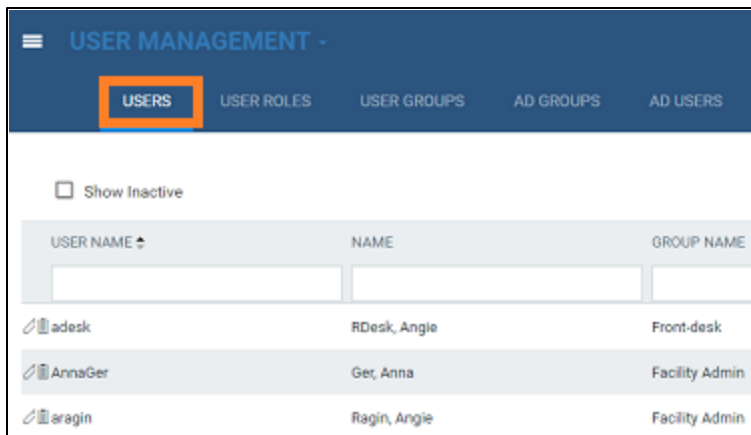 USER MANAGEMENT
USERS USER ROLES USER GROUPS AD GROUPS AD USERS
Show Inactive
USER NAME NAME GROUP NAME
adesk RDesk, Angie Front-desk
AnnaGer Ger, Anna Facility Admin
aragin Ragin, Angie Facility Admin